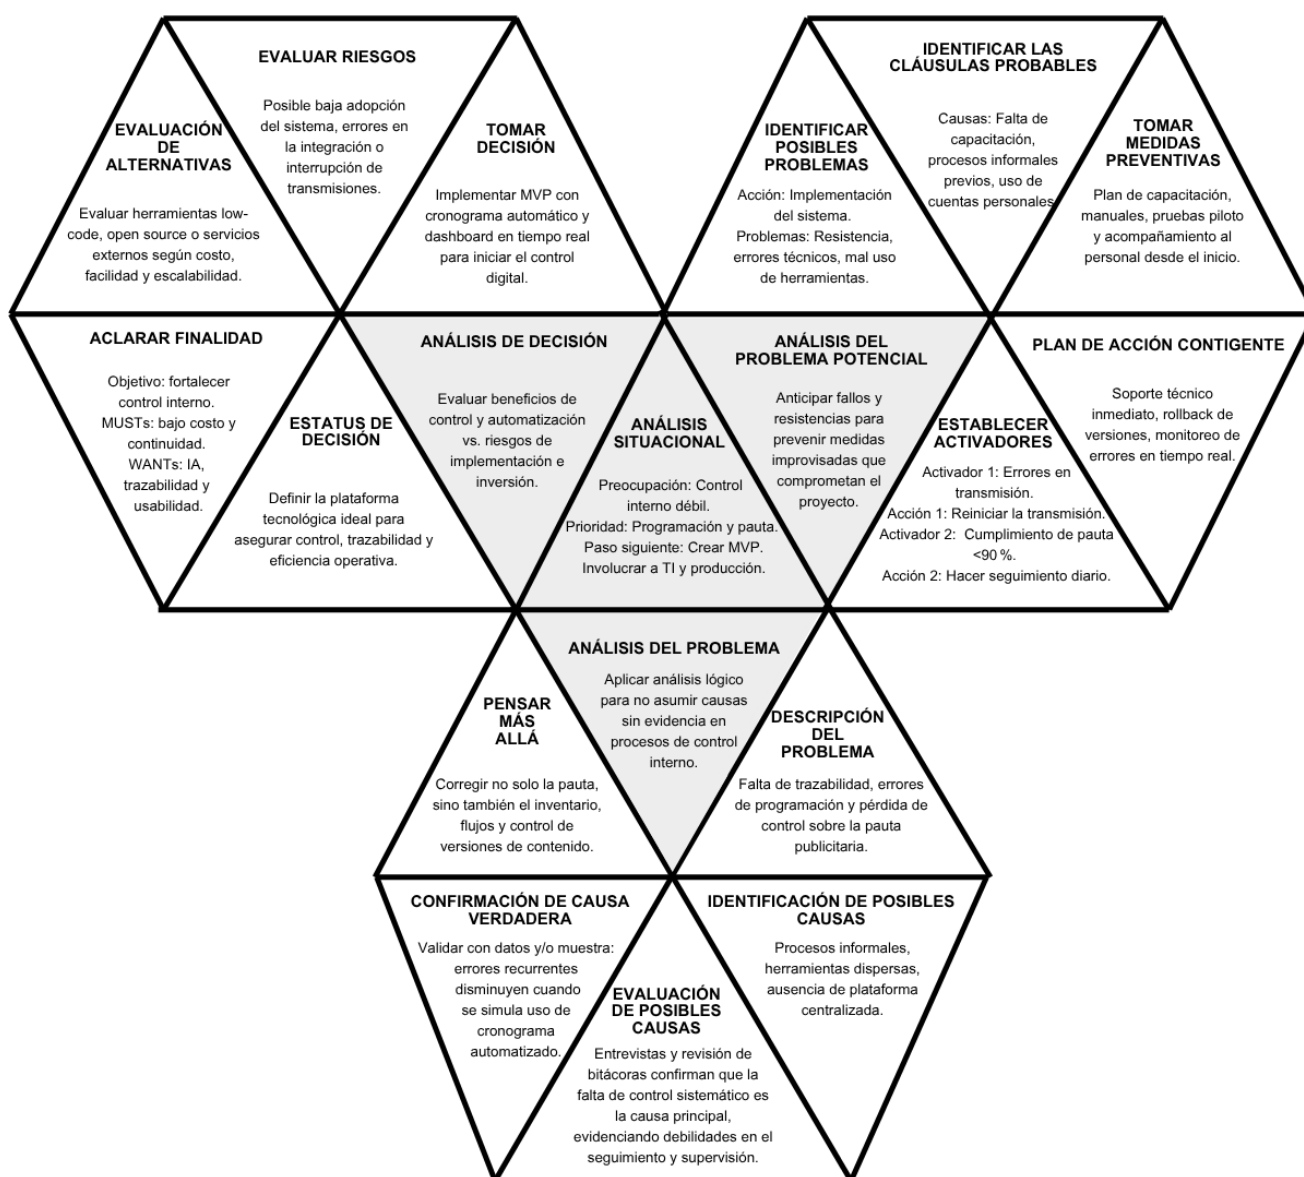 EVALUAR RIESGOS
Posible baja adopción
del sistema, errores en
la integración o
interrupción de
transmisiones.
EVALUACIÓN
DE
ALTERNATIVAS
Evaluar herramientas low-
code, open source o servicios
externos según costo,
facilidad y escalabilidad.
TOMAR
DECISIÓN
Implementar MVP con
cronograma automático y
dashboard en tiempo real
para iniciar el control
digital.
IDENTIFICAR LAS
CLÁUSULAS PROBABLES
Causas: Falta de
capacitación,
procesos informales
previos, uso de
cuentas personales
IDENTIFICAR
POSIBLES
PROBLEMAS
Acción: Implementación
del sistema.
Problemas: Resistencia,
errores técnicos, mal uso
de herramientas.
TOMAR
MEDIDAS
PREVENTIVAS
Plan de capacitación,
manuales, pruebas piloto
y acompañamiento al
personal desde el inicio.
ACLARAR FINALIDAD
Objetivo: fortalecer
control interno.
MUSTs: bajo costo y
continuidad.
WANTs: IA,
trazabilidad y
usabilidad.
ESTATUS DE
DECISIÓN
Definir la plataforma
tecnológica ideal para
asegurar control, trazabilidad y
eficiencia operativa.
ANÁLISIS DE DECISIÓN
Evaluar beneficios de
control y automatización
vs. riesgos de
implementación e
inversión.
ANÁLISIS
SITUACIONAL
Preocupación: Control
interno débil.
Prioridad: Programación y pauta.
Paso siguiente: Crear MVP.
Involucrar a TI y producción.
ANÁLISIS DEL
PROBLEMA POTENCIAL
Anticipar fallos y
resistencias para
prevenir medidas
improvisadas que
comprometan el
proyecto.
ESTABLECER
ACTIVADORES
Activador 1: Errores en
transmisión.
Acción 1: Reiniciar la transmisión.
Activador 2: Cumplimiento de pauta
<90 %.
Acción 2: Hacer seguimiento diario.
PLAN DE ACCIÓN CONTIGENTE
Soporte técnico
inmediato, rollback de
versiones, monitoreo de
errores en tiempo real.
ANÁLISIS DEL PROBLEMA
Aplicar análisis lógico
para no asumir causas
sin evidencia en
procesos de control
interno.
PENSAR
MÁS
ALLÁ
Corregir no solo la pauta,
sino también el inventario,
flujos y control de
versiones de contenido.
DESCRIPCIÓN
DEL
PROBLEMA
Falta de trazabilidad, errores
de programación y pérdida de
control sobre la pauta
publicitaria.
CONFIRMACIÓN DE CAUSA
VERDADERA
Validar con datos y/o muestra:
errores recurrentes
disminuyen cuando
se simula uso de
cronograma
automatizado.
EVALUACIÓN
DE POSIBLES
CAUSAS
Entrevistas y revisión de
bitácoras confirman que la
falta de control sistemático es
la causa principal,
evidenciando debilidades en el
seguimiento y supervisión.
IDENTIFICACIÓN DE POSIBLES
CAUSAS
Procesos informales,
herramientas dispersas,
ausencia de plataforma
centralizada.